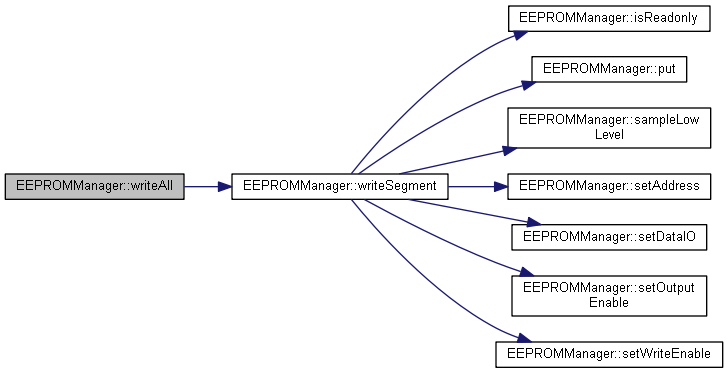 EEPROMManager::writeAll
EEPROMManager::writeSegment
EEPROMManager::isReadonly
EEPROMManager::put
EEPROMManager::sampleLow
Level
EEPROMManager::setAddress
EEPROMManager::setDataIO
EEPROMManager::setOutput
Enable
EEPROMManager::setWriteEnable